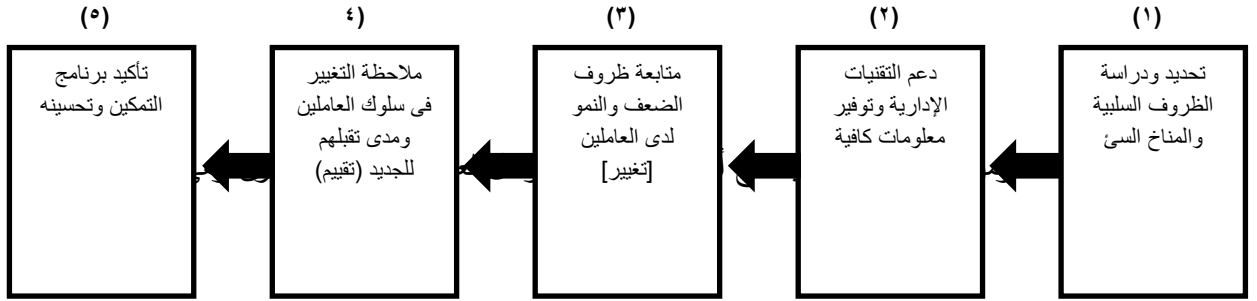 (١)
تحديد ودراسة
الظروف السلبية
والمناخ السئ
(٢)
دعم التقنيات
الإدارية وتوفير
معلومات كافية
(٣)
متابعة ظروف
الضعف والنمو
لدى العاملين
[تغيير]
(٤)
ملاحظة التغيير
فى سلوك العاملين
ومدى تقبلهم
للجديد (تقييم)
(٥)
تأكيد برنامج
التمكين وتحسينه